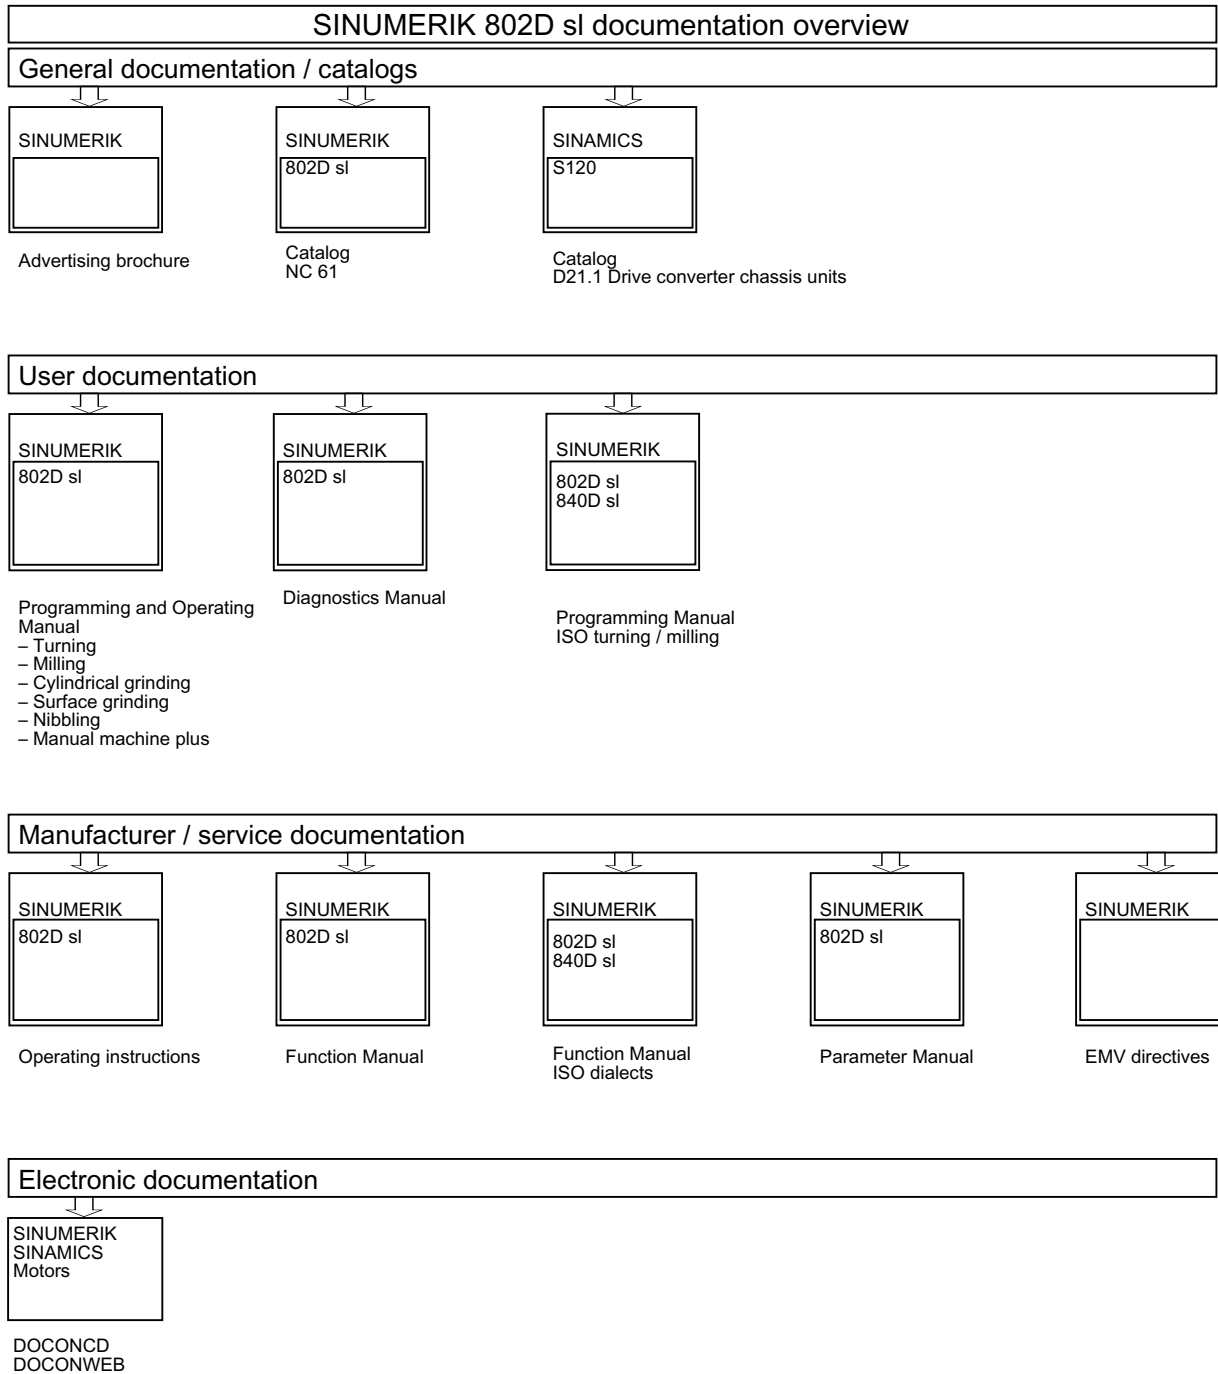 SINUMERIK 802D sl documentation overview
General documentation / catalogs
SINUMERIK
Advertising brochure
SINUMERIK
802D sl
Catalog
NC 61
SINAMICS
S120
Catalog
D21.1 Drive converter chassis units
User documentation
SINUMERIK
802D sl
Programming and Operating
Manual
– Turning
– Milling
– Cylindrical grinding
– Surface grinding
– Nibbling
– Manual machine plus
SINUMERIK
802D sl
Diagnostics Manual
SINUMERIK
802D sl
840D sl
Programming Manual
ISO turning / milling
Manufacturer / service documentation
SINUMERIK
802D sl
Operating instructions
SINUMERIK
802D sl
Function Manual
SINUMERIK
802D sl
840D sl
Function Manual
ISO dialects
SINUMERIK
802D sl
Parameter Manual
SINUMERIK
EMV directives
Electronic documentation
SINUMERIK
SINAMICS
Motors
DOCONCD
DOCONWEB